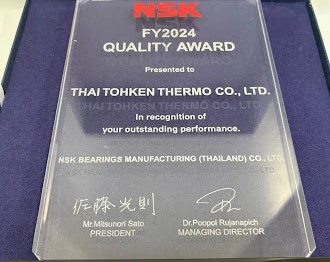 NSK
FY2024
QUALITY AWARD
Presented to
THAI TOHKEN THERMO CO., LTD.
In recognition of
your outstanding performance.
NSK BEARINGS MANUFACTURING (THAILAND) CO., LTD.
佐藤光則
Mr.Mitsunori Sato
PRESIDENT
Dr.Poopol Rujanapich
MANAGING DIRECTOR